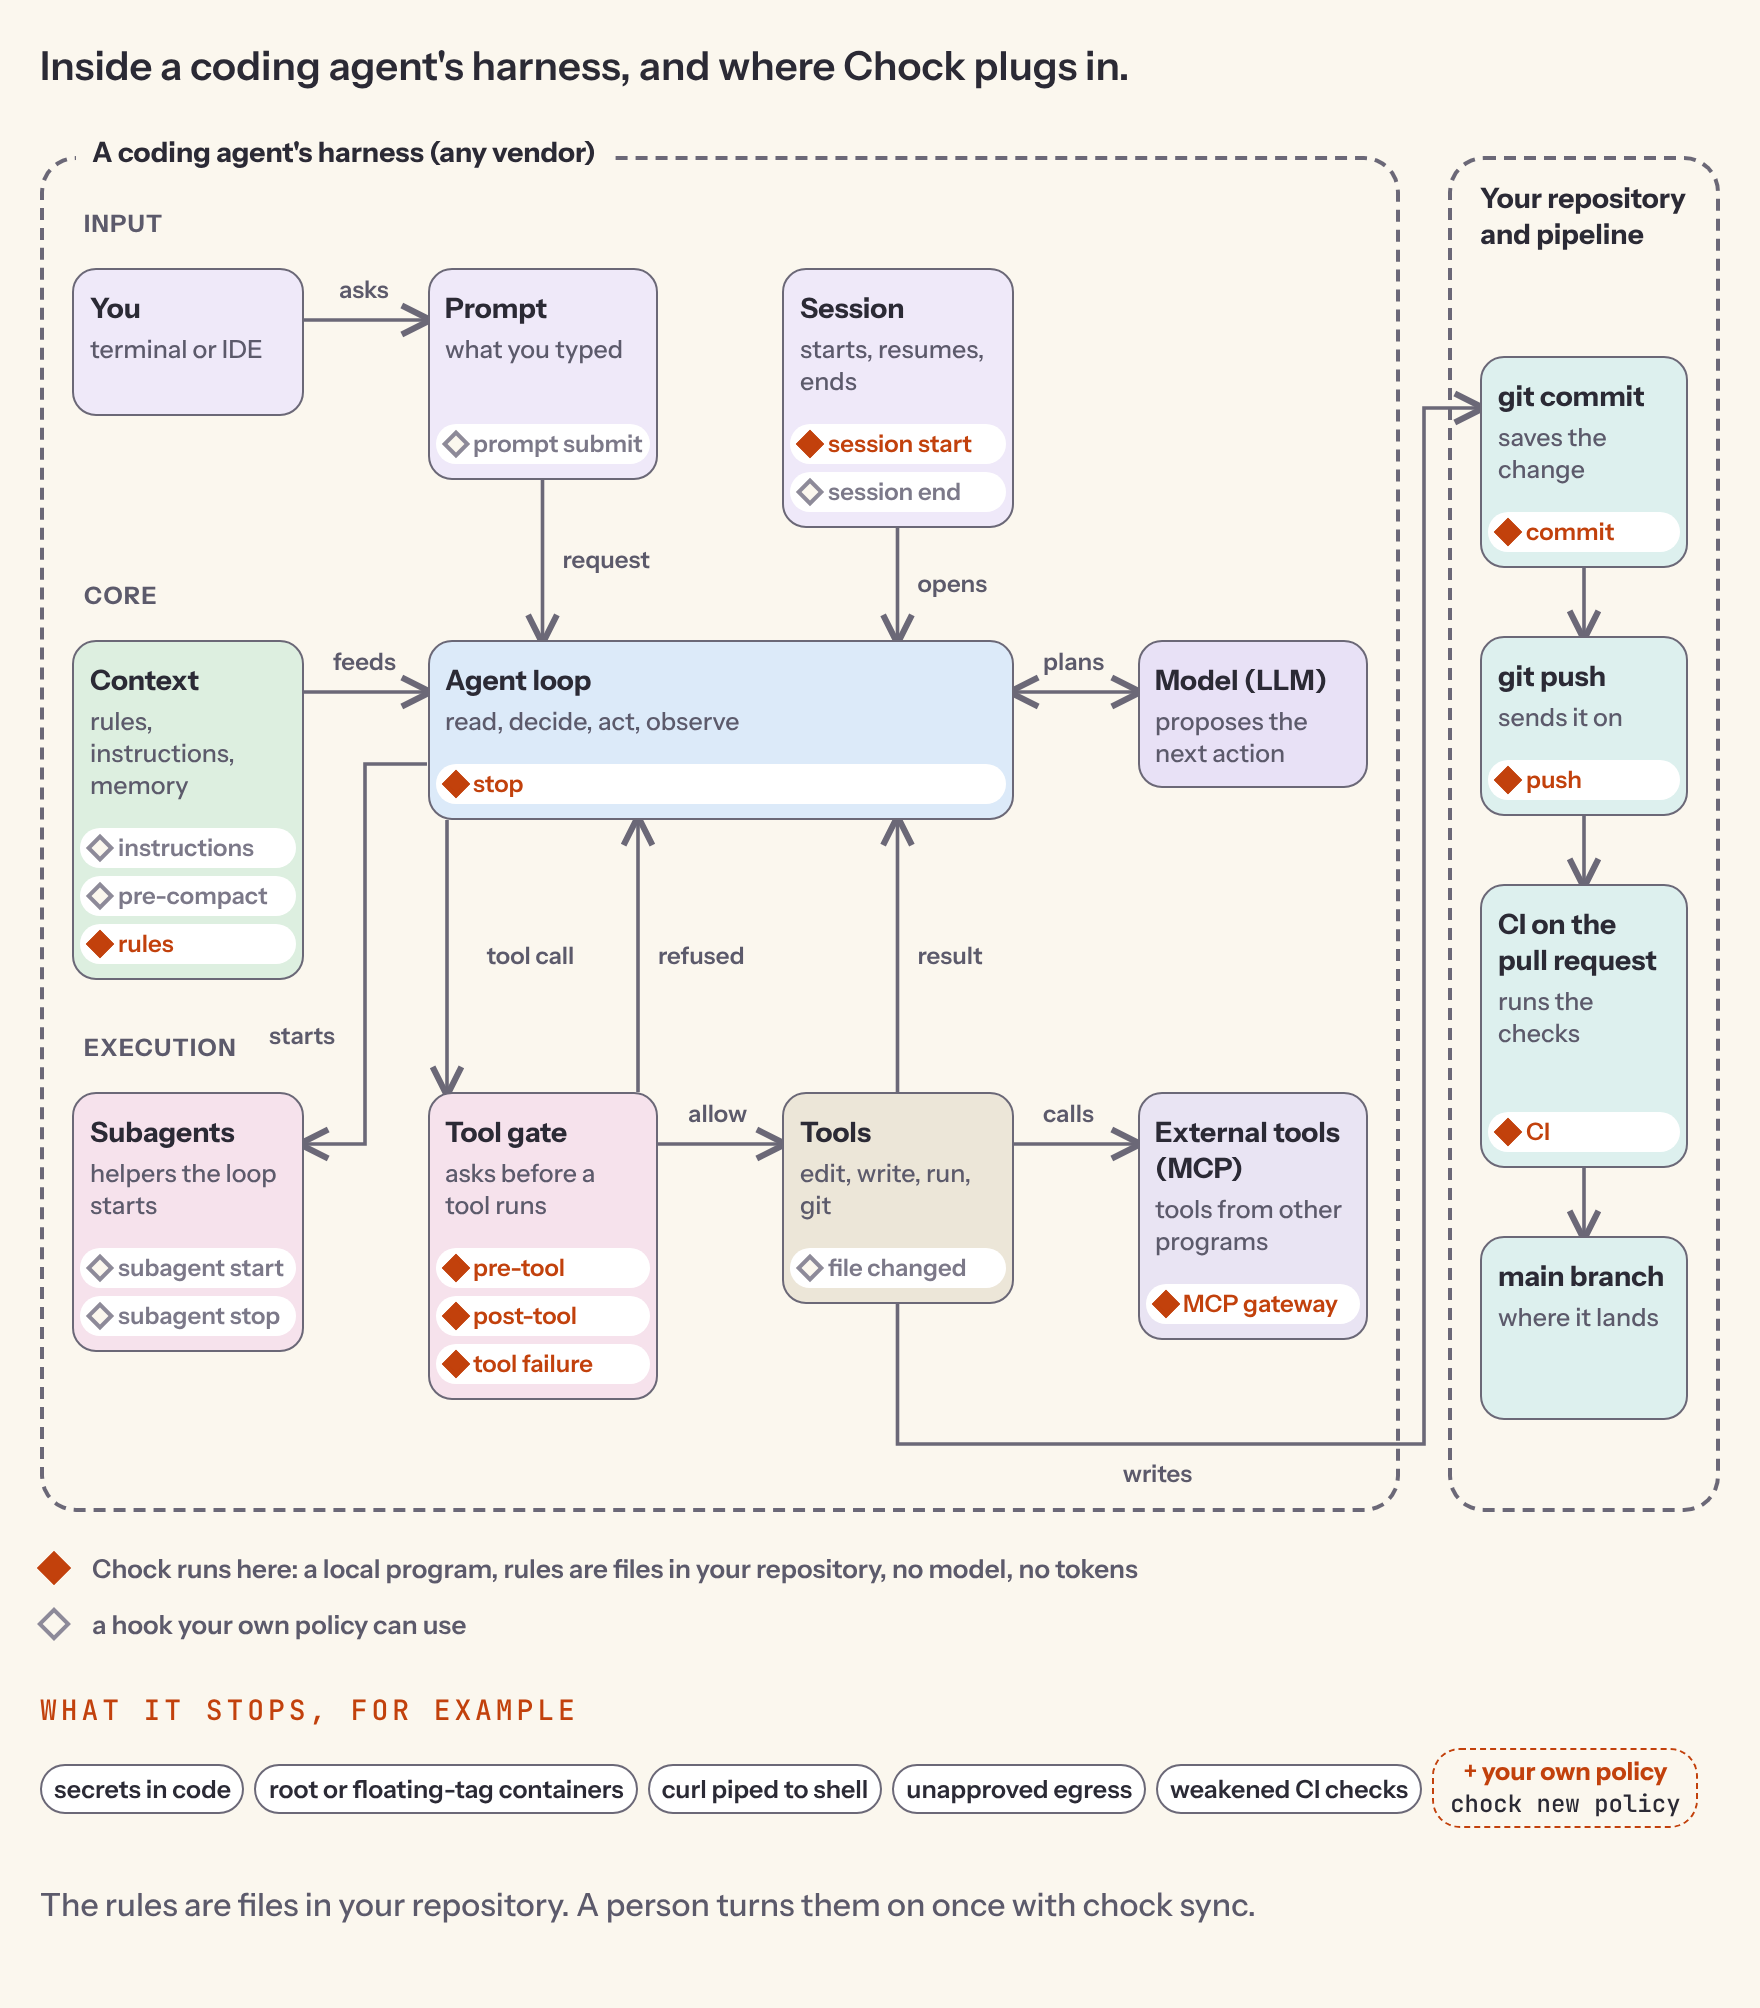 Inside a coding agent's harness, and where Chock plugs in.
A coding agent's harness (any vendor)
INPUT
You
terminal or IDE
asks
Prompt
what you typed
prompt submit
Session
starts, resumes,
ends
session start
session end
request
opens
CORE
Context
rules,
instructions,
memory
instructions
pre-compact
rules
feeds
Agent loop
read, decide, act, observe
stop
plans
Model (LLM)
proposes the
next action
tool call
refused
result
EXECUTION
starts
Subagents
helpers the loop
starts
subagent start
subagent stop
Tool gate
asks before a
tool runs
pre-tool
post-tool
tool failure
allow
Tools
edit, write, run,
git
file changed
calls
External tools
(MCP)
tools from other
programs
MCP gateway
writes
Your repository
and pipeline
git commit
saves the
change
commit
git push
sends it on
push
CI on the
pull request
runs the
checks
CI
main branch
where it lands
Chock runs here: a local program, rules are files in your repository, no model, no tokens
a hook your own policy can use
WHAT IT STOPS, FOR EXAMPLE
secrets in code
root or floating-tag containers
curl piped to shell
unapproved egress
weakened CI checks
+ your own policy
chock new policy
The rules are files in your repository. A person turns them on once with chock sync.